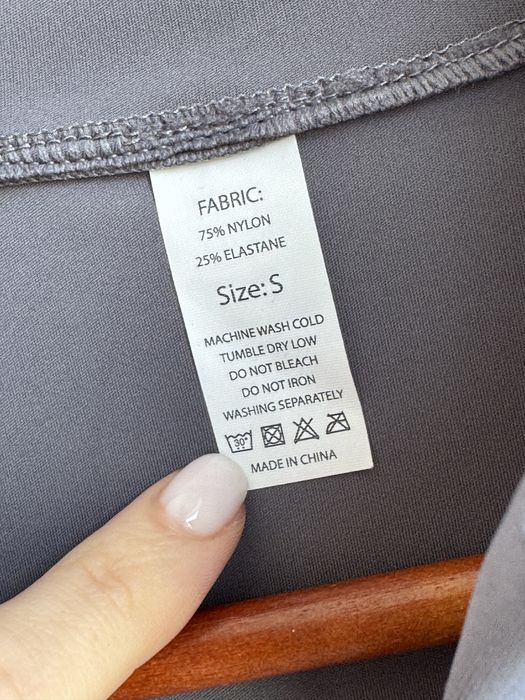 FABRIC:
75% NYLON
25% ELASTANE
Size: S
MACHINE WASH COLD
TUMBLE DRY LOW
DO NOT BLEACH
DO NOT IRON
WASHING SEPARATELY
30°
MADE IN CHINA